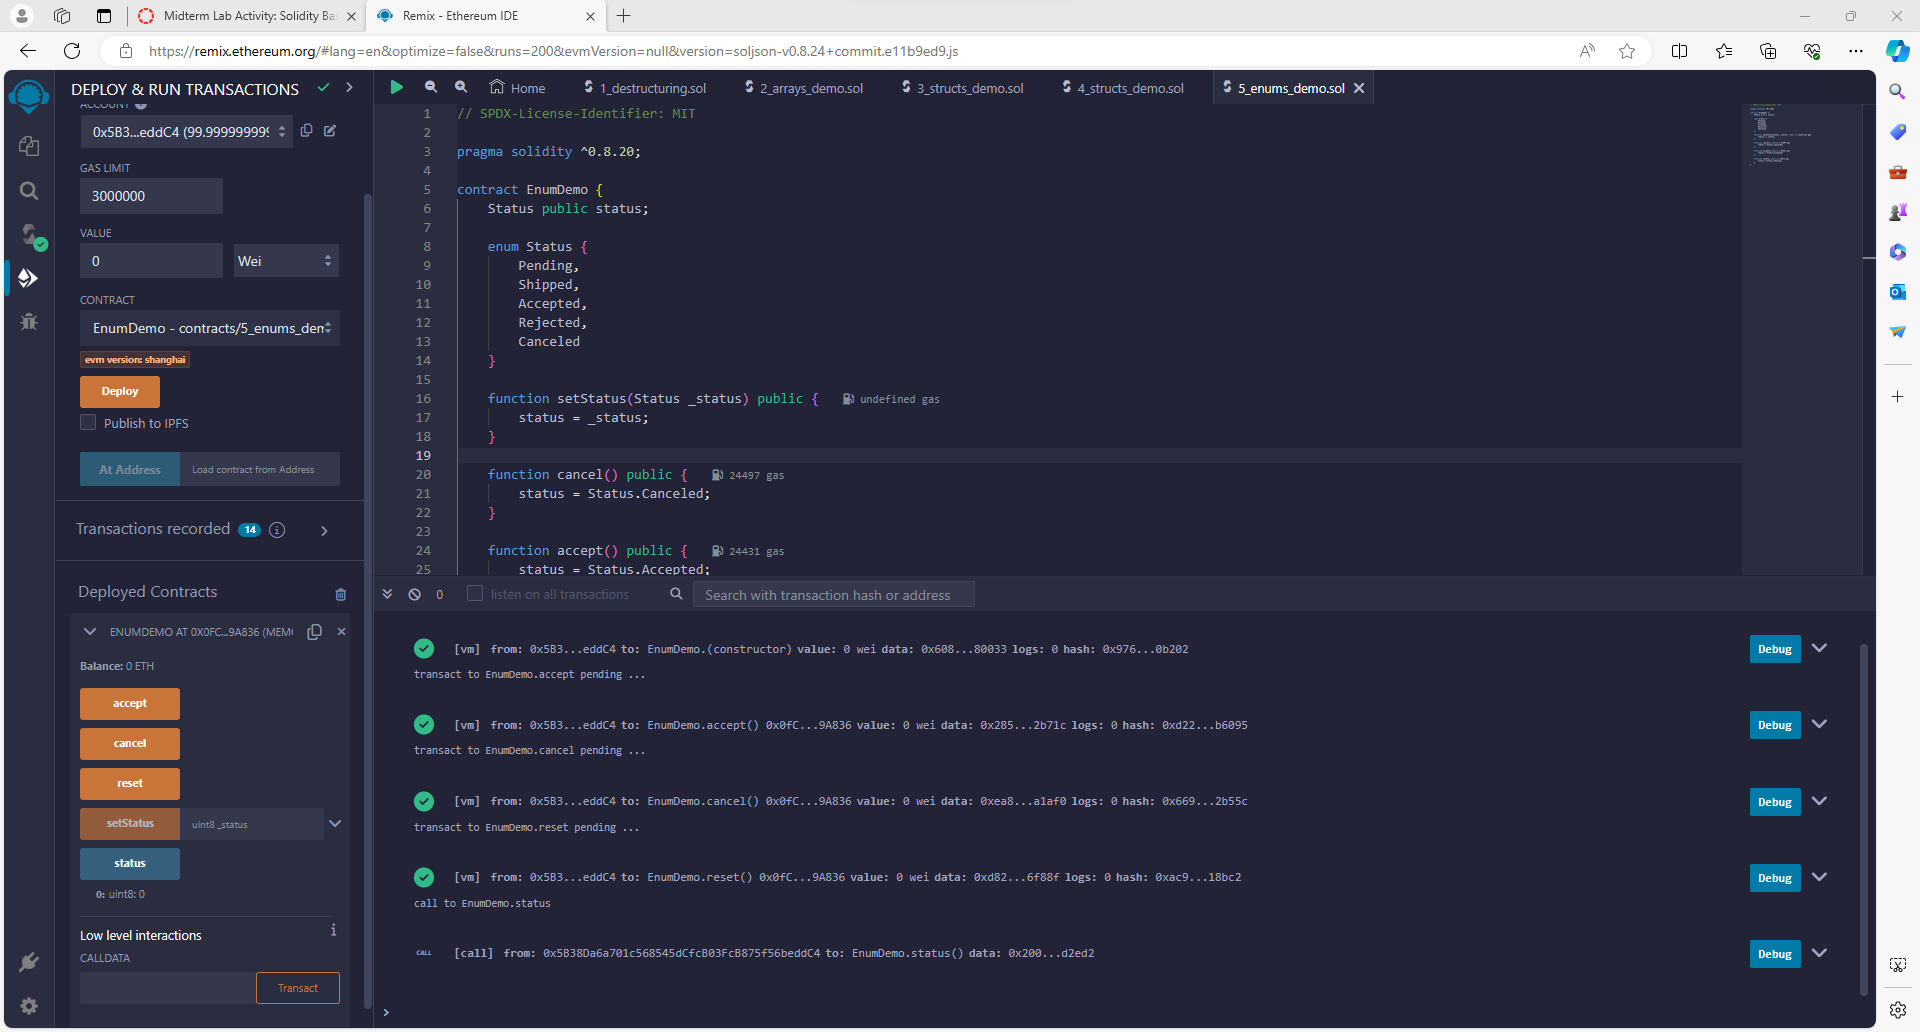 Midterm Lab Activity: Solidity Ba
Remix - Ethereum IDE
https://remix.ethereum.org/#lang=en&optimize=false&runs=200&evmVersion=null&version=soljson-v0.8.24+commit.e11b9ed9.js
DEPLOY & RUN TRANSACTIONS
ACCOUNT
0x5B3...eddC4 (99.9999999999
GAS LIMIT
3000000
VALUE
0
Wei
CONTRACT
EnumDemo - contracts/5_enums_dem
evm version: shanghai
Deploy
Publish to IPFS
At Address
Load contract from Address
Transactions recorded 14
Deployed Contracts
ENUMDEMO AT 0X0FC...9A836 (MEMO
Balance: 0 ETH
accept
cancel
reset
setStatus
uint8 _status
status
0: uint8: 0
Low level interactions
CALLDATA
Transact
Home
1_destructuring.sol
2_arrays_demo.sol
3_structs_demo.sol
4_structs_demo.sol
5_enums_demo.sol
1 // SPDX-License-Identifier: MIT
2
3 pragma solidity ^0.8.20;
4
5 contract EnumDemo {
6 Status public status;
7
8 enum Status {
9 Pending,
10 Shipped,
11 Accepted,
12 Rejected,
13 Canceled
14 }
15
16 function setStatus(Status _status) public { undefined gas
17 status = _status;
18 }
19
20 function cancel() public { 24497 gas
21 status = Status.Canceled;
22 }
23
24 function accept() public { 24431 gas
25 status = Status.Accepted;
0
listen on all transactions
Search with transaction hash or address
[vm] from: 0x5B3...eddC4 to: EnumDemo.(constructor) value: 0 wei data: 0x608...80033 logs: 0 hash: 0x976...0b202
Debug
transact to EnumDemo.accept pending ...
[vm] from: 0x5B3...eddC4 to: EnumDemo.accept() 0x0fC...9A836 value: 0 wei data: 0x285...2b71c logs: 0 hash: 0xd22...b6095
Debug
transact to EnumDemo.cancel pending ...
[vm] from: 0x5B3...eddC4 to: EnumDemo.cancel() 0x0fC...9A836 value: 0 wei data: 0xea8...a1af0 logs: 0 hash: 0x669...2b55c
Debug
transact to EnumDemo.reset pending ...
[vm] from: 0x5B3...eddC4 to: EnumDemo.reset() 0x0fC...9A836 value: 0 wei data: 0xd82...6f88f logs: 0 hash: 0xac9...18bc2
Debug
call to EnumDemo.status
CALL [call] from: 0x5B38Da6a701c568545dCfcB03FcB875f56beddC4 to: EnumDemo.status() data: 0x200...d2ed2
Debug
>